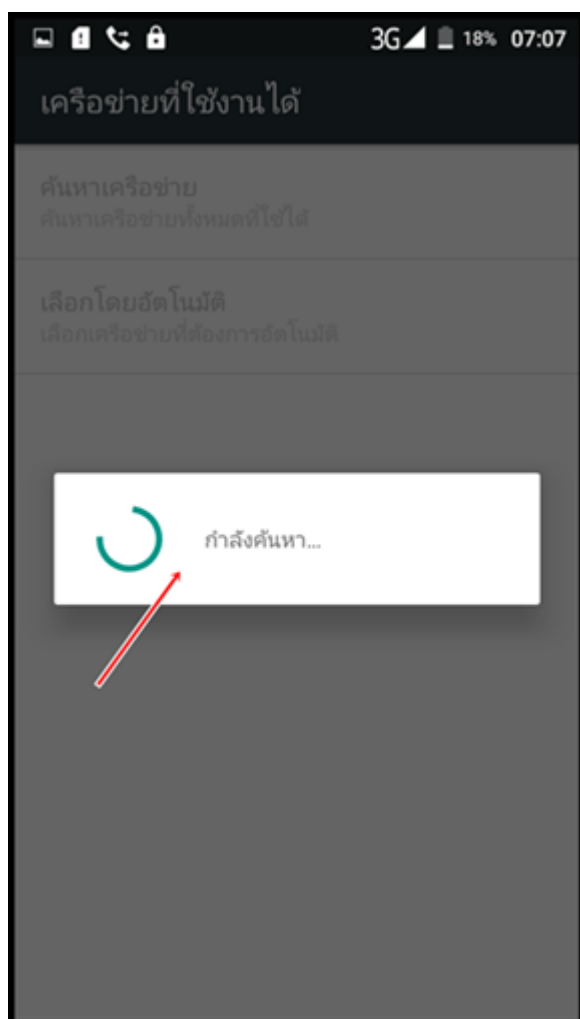 3G 18% 07:07
เครือข่ายที่ใช้งานได้
ค้นหาเครือข่าย
ค้นหาเครือข่ายทั้งหมดที่ใช้ได้
เลือกโดยอัตโนมัติ
เลือกเครือข่ายที่ต้องการอัตโนมัติ
กำลังค้นหา...